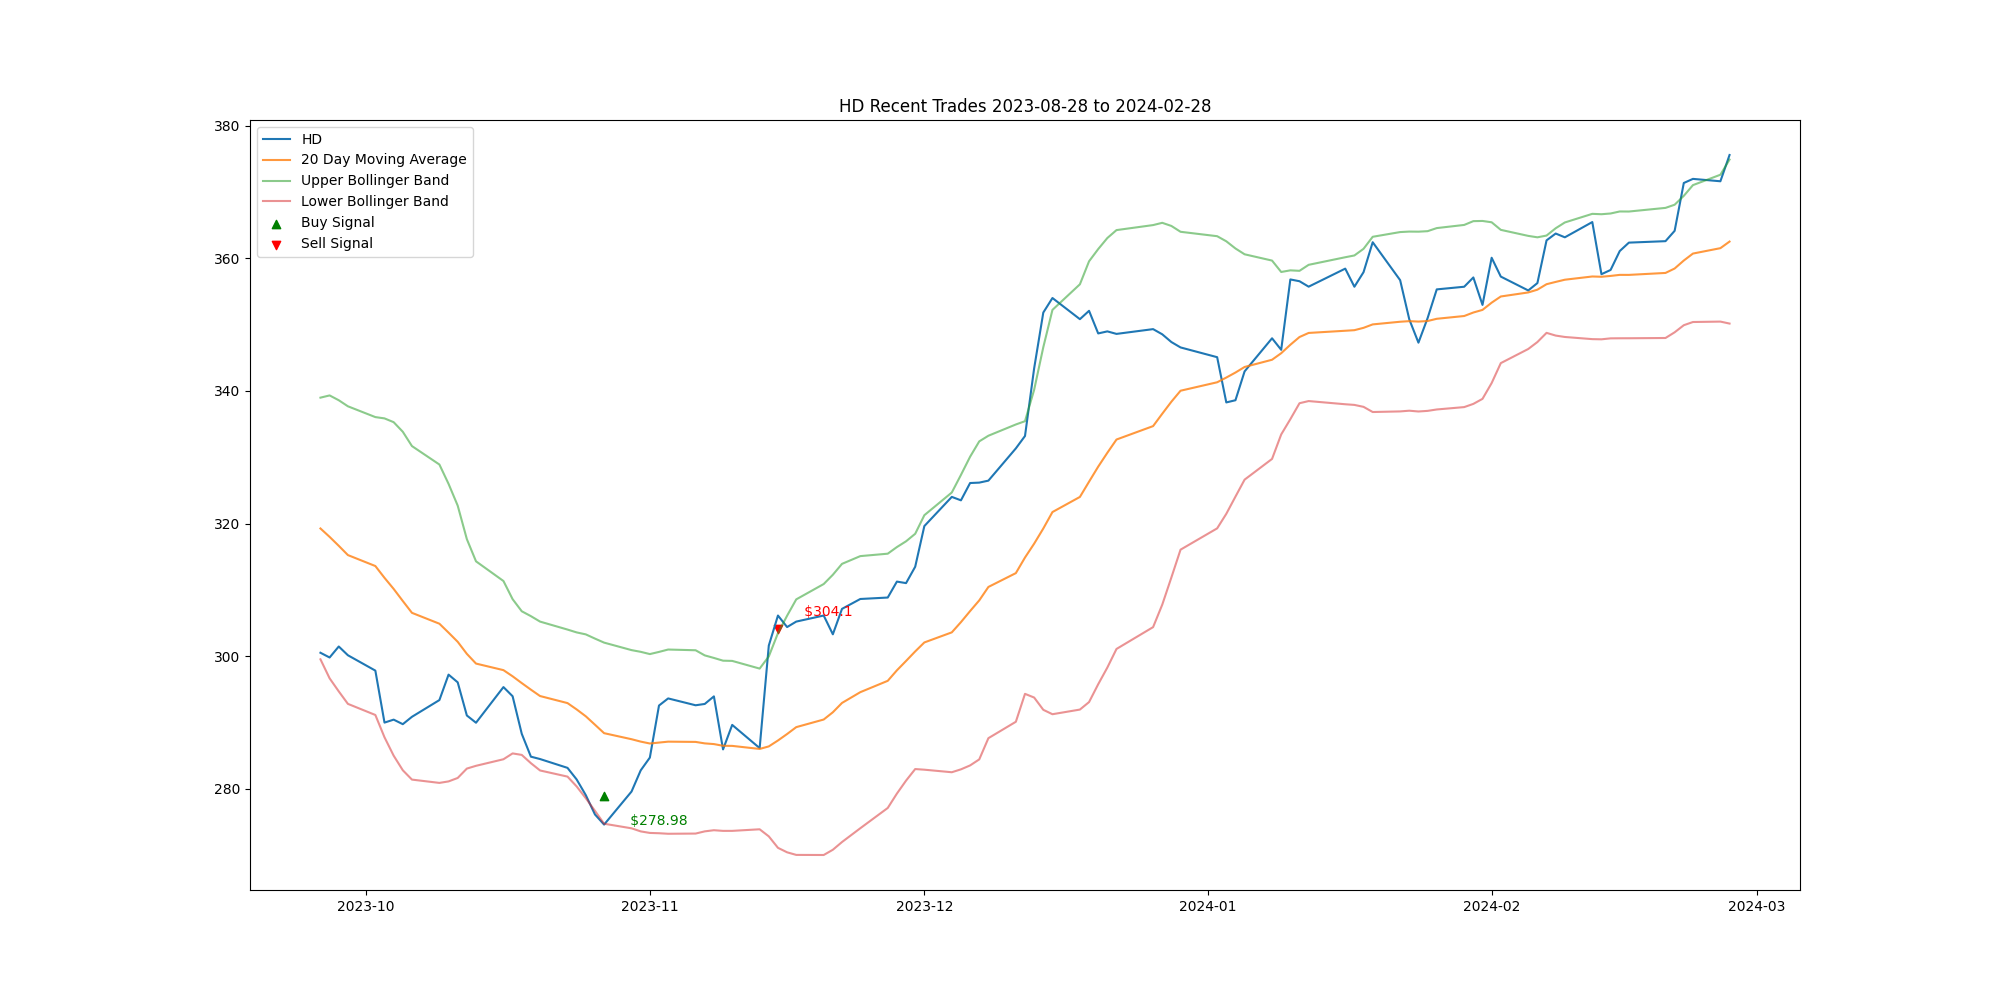 HD Recent Trades 2023-08-28 to 2024-02-28
380
360
340
320
300
280
HD
20 Day Moving Average
Upper Bollinger Band
Lower Bollinger Band
Buy Signal
Sell Signal
$304.1
$278.98
2023-10
2023-11
2023-12
2024-01
2024-02
2024-03